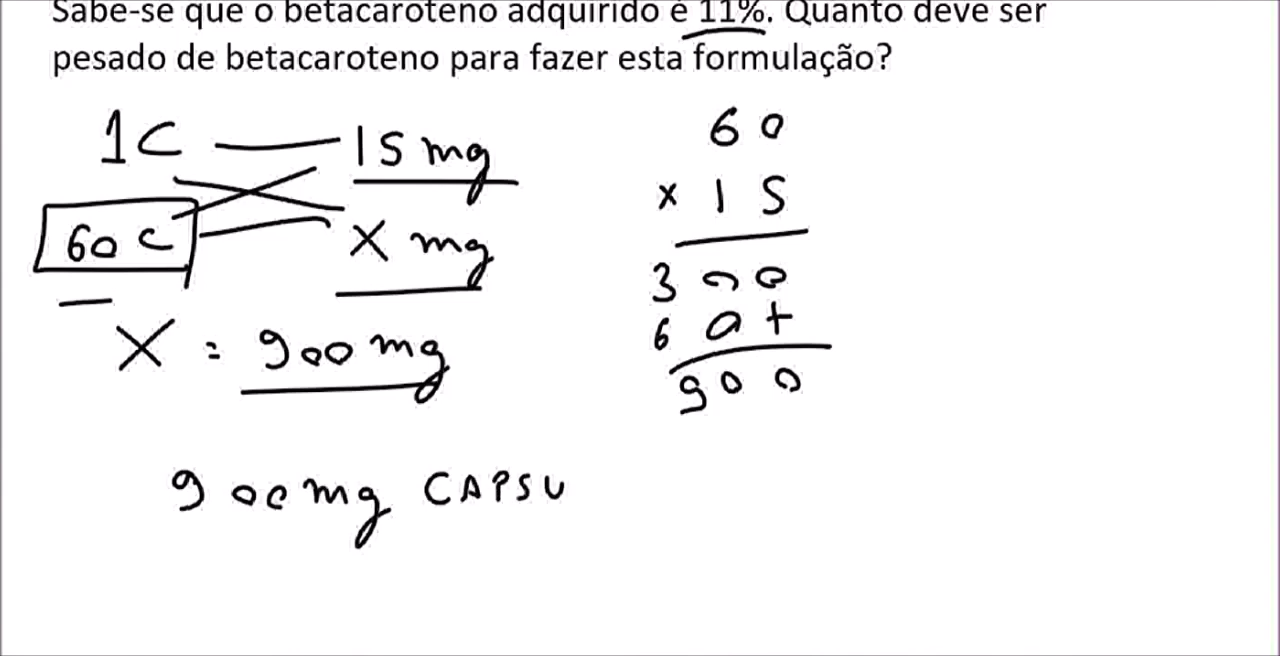 Sabe-se que o betacaroteno adquirido é 11%. Quanto deve ser
pesado de betacaroteno para fazer esta formulação?
1C 15 mg
60 C X mg
X = 900 mg
900 mg CAPSU
60
x 15
300
60+
900